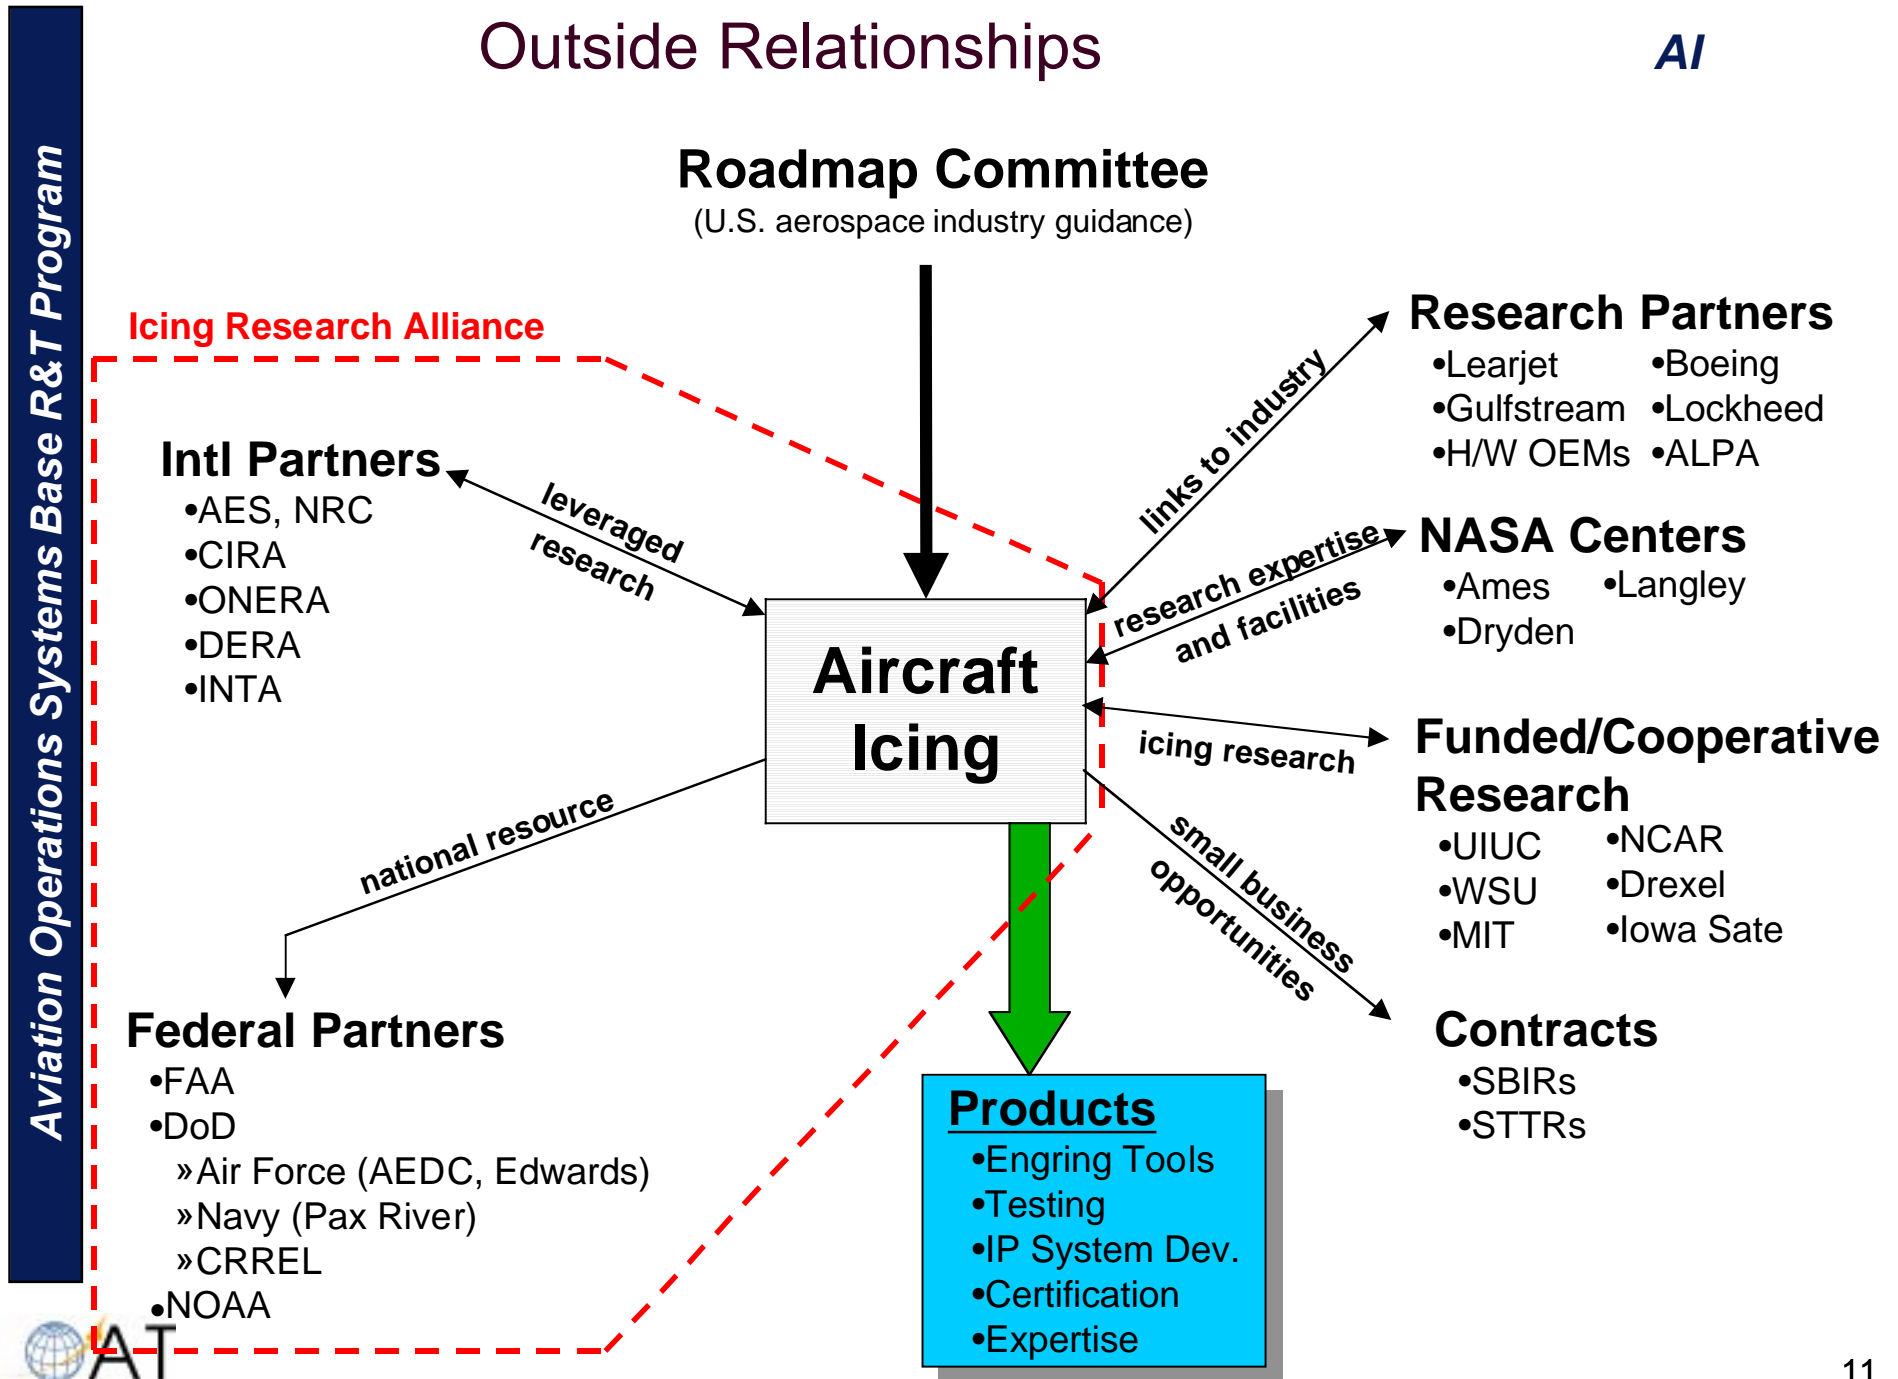 Outside Relationships
AI
Aviation Operations Systems Base R&T Program
Roadmap Committee
(U.S. aerospace industry guidance)
Icing Research Alliance
Intl Partners
•AES, NRC
•CIRA
•ONERA
•DERA
•INTA
leveraged
research
links to industry
research expertise
and facilities
icing research
small business
opportunities
national resource
Aircraft
Icing
Research Partners
•Learjet •Boeing
•Gulfstream •Lockheed
•H/W OEMs •ALPA
NASA Centers
•Ames •Langley
•Dryden
Funded/Cooperative
Research
•UIUC •NCAR
•WSU •Drexel
•MIT •Iowa Sate
Contracts
•SBIRs
•STTRs
Federal Partners
•FAA
•DoD
»Air Force (AEDC, Edwards)
»Navy (Pax River)
»CRREL
•NOAA
Products
•Engring Tools
•Testing
•IP System Dev.
•Certification
•Expertise
AT
11